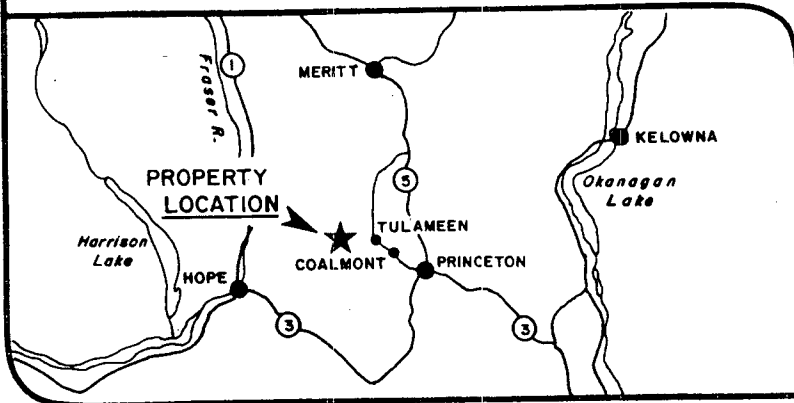 Fraser R.
1
MERITT
KELOWNA
PROPERTY
LOCATION
5
Okanagan
Lake
TULAMEEN
Harrison
Lake
COALMONT
PRINCETON
HOPE
3
3